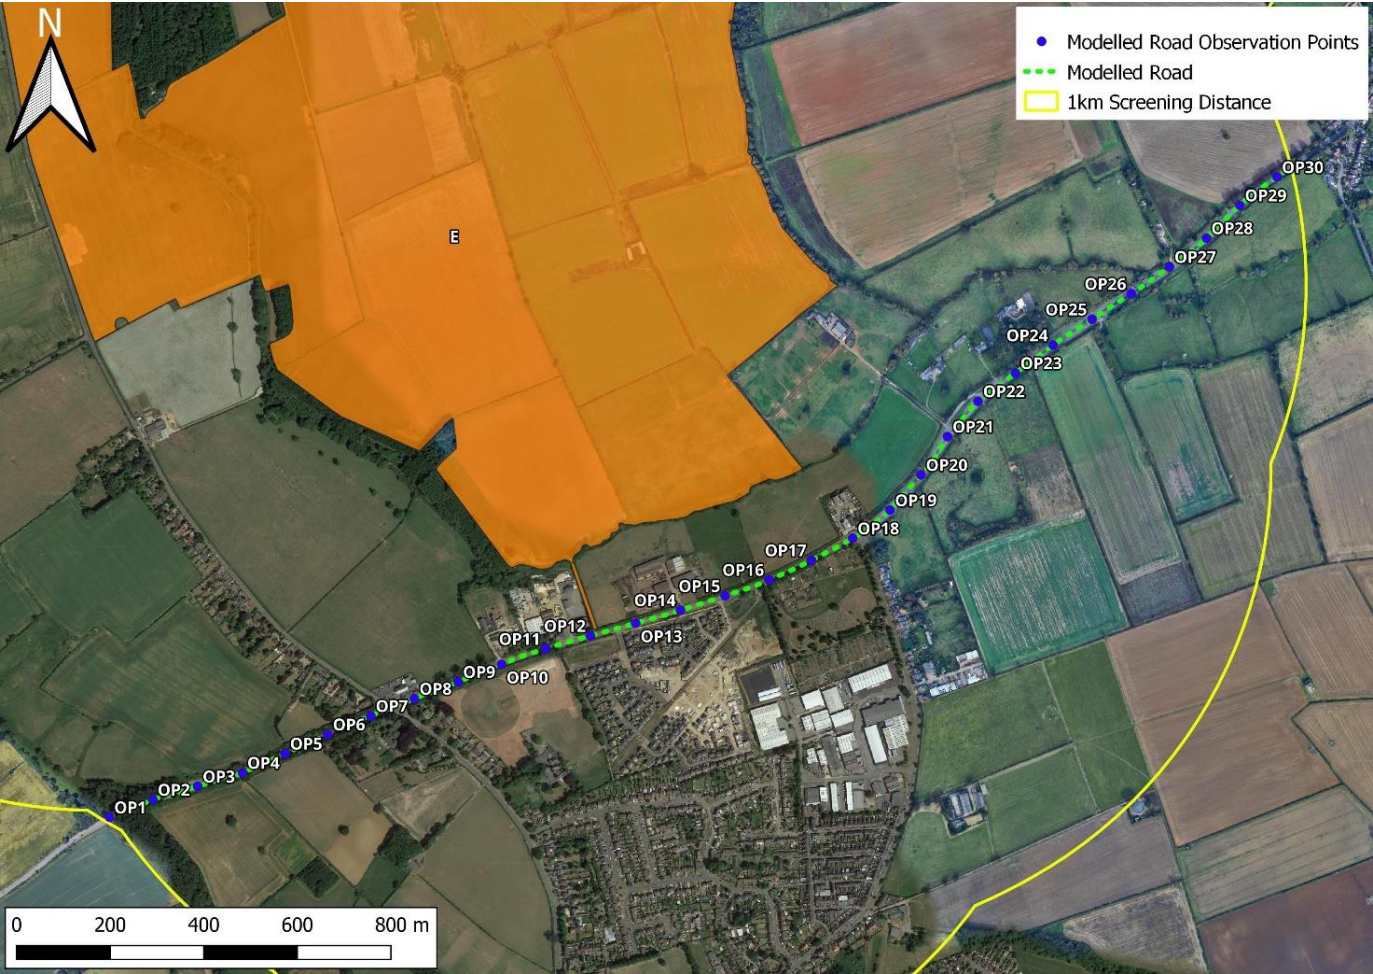 N
Modelled Road Observation Points
Modelled Road
1km Screening Distance
E
OP30
OP29
OP28
OP27
OP26
OP25
OP24
OP23
OP22
OP21
OP20
OP19
OP18
OP17
OP16
OP15
OP14
OP13
OP12
OP11
OP10
OP9
OP8
OP7
OP6
OP5
OP4
OP3
OP2
OP1
0 200 400 600 800 m